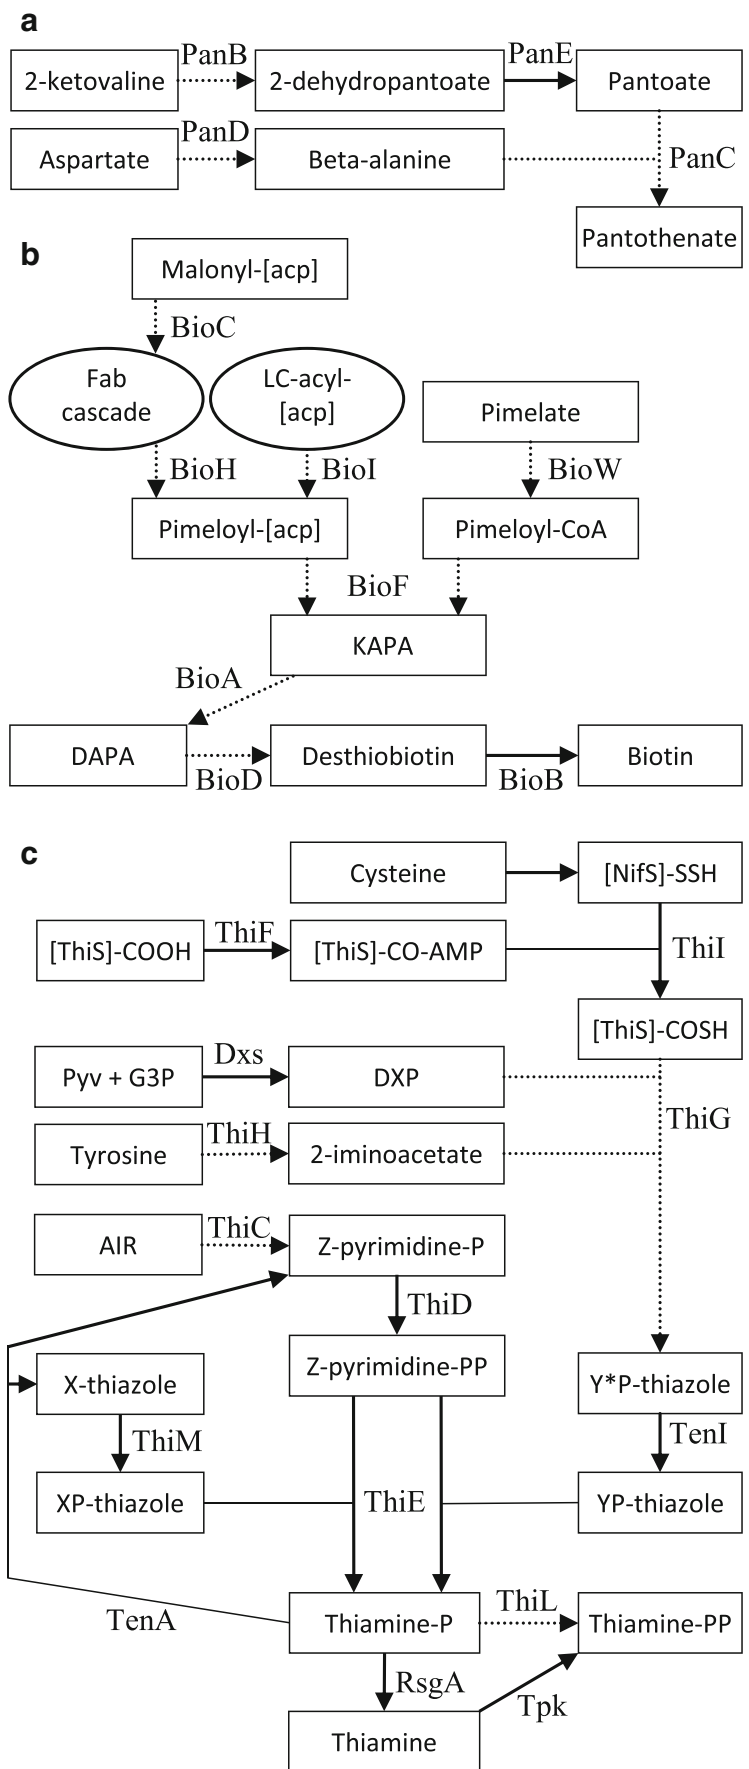 a
PanB
PanE
2-ketovaline
2-dehydropantoate
Pantoate
PanD
Aspartate
Beta-alanine
PanC
Pantothenate
b
Malonyl-[acp]
BioC
Fab
cascade
LC-acyl-
[acp]
Pimelate
BioH
BioI
BioW
Pimeloyl-[acp]
Pimeloyl-CoA
BioF
KAPA
BioA
DAPA
Desthiobiotin
Biotin
BioD
BioB
c
Cysteine
[NifS]-SSH
ThiF
[ThiS]-COOH
[ThiS]-CO-AMP
ThiI
[ThiS]-COSH
Dxs
Pyv + G3P
DXP
ThiG
ThiH
Tyrosine
2-iminoacetate
ThiC
AIR
Z-pyrimidine-P
ThiD
Z-pyrimidine-PP
X-thiazole
Y*P-thiazole
ThiM
TenI
XP-thiazole
ThiE
YP-thiazole
TenA
Thiamine-P
ThiL
Thiamine-PP
RsgA
Tpk
Thiamine